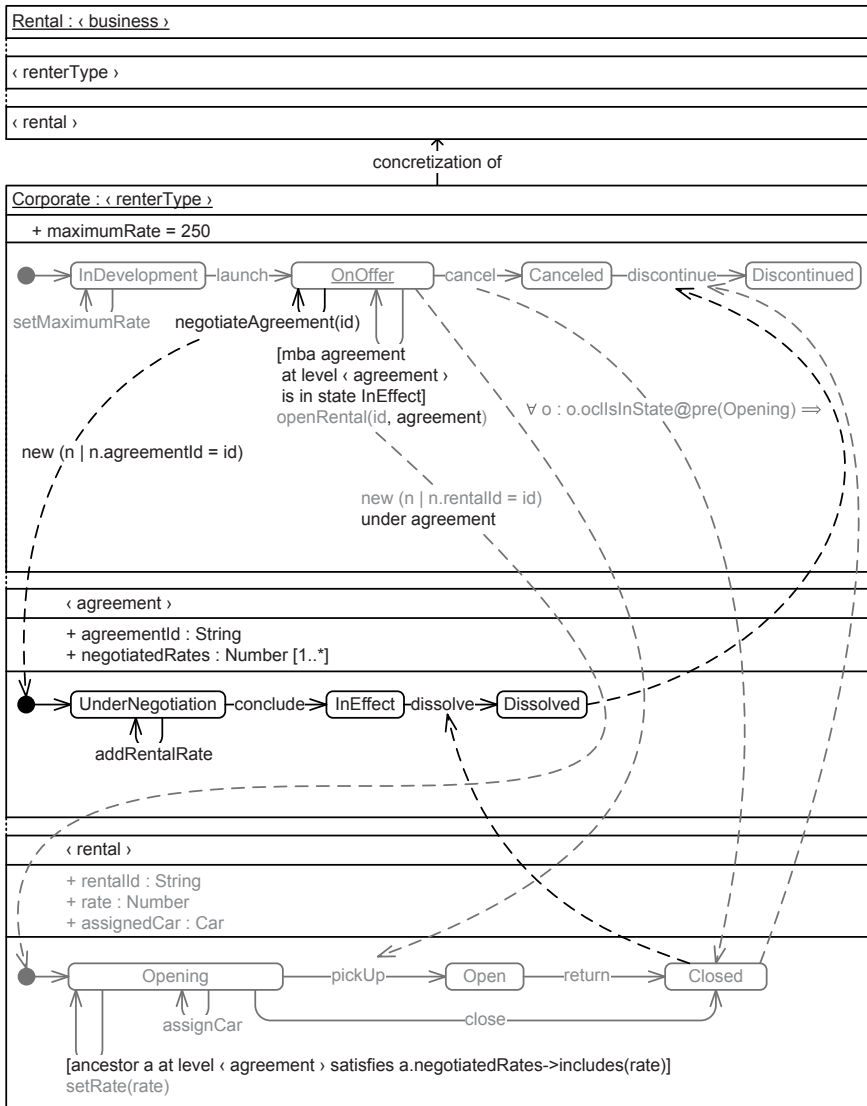 Rental : ‹ business ›
‹ renterType ›
‹ rental ›
concretization of
Corporate : ‹ renterType ›
+ maximumRate = 250
InDevelopment
launch
OnOffer
cancel
Canceled
discontinue
Discontinued
setMaximumRate
negotiateAgreement(id)
[mba agreement
at level ‹ agreement ›
is in state InEffect]
openRental(id, agreement)
∀ o : o.oclIsInState@pre(Opening) ⟹
new (n | n.agreementId = id)
new (n | n.rentalId = id)
under agreement
‹ agreement ›
+ agreementId : String
+ negotiatedRates : Number [1..*]
UnderNegotiation
conclude
InEffect
dissolve
Dissolved
addRentalRate
‹ rental ›
+ rentalId : String
+ rate : Number
+ assignedCar : Car
Opening
pickUp
Open
return
Closed
assignCar
close
[ancestor a at level ‹ agreement › satisfies a.negotiatedRates->includes(rate)]
setRate(rate)